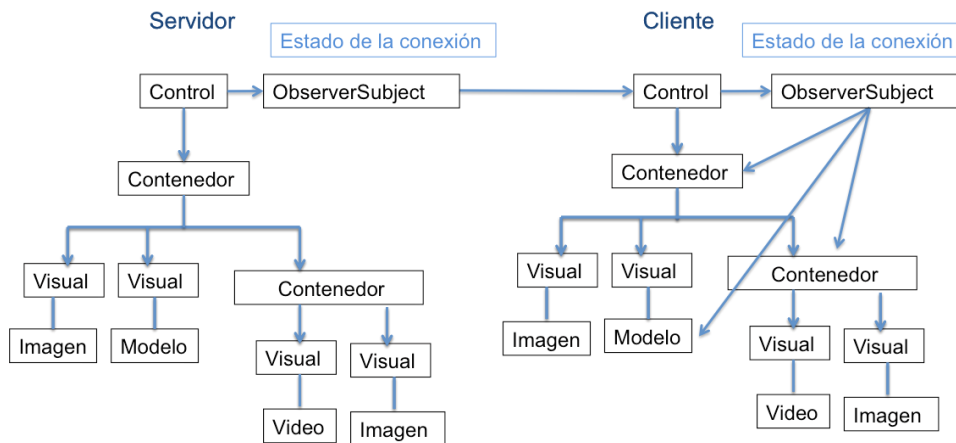 Servidor
Cliente
Estado de la conexión
Estado de la conexión
Control
ObserverSubject
Control
ObserverSubject
Contenedor
Contenedor
Visual
Visual
Contenedor
Visual
Visual
Contenedor
Imagen
Modelo
Imagen
Modelo
Visual
Visual
Visual
Visual
Video
Imagen
Video
Imagen